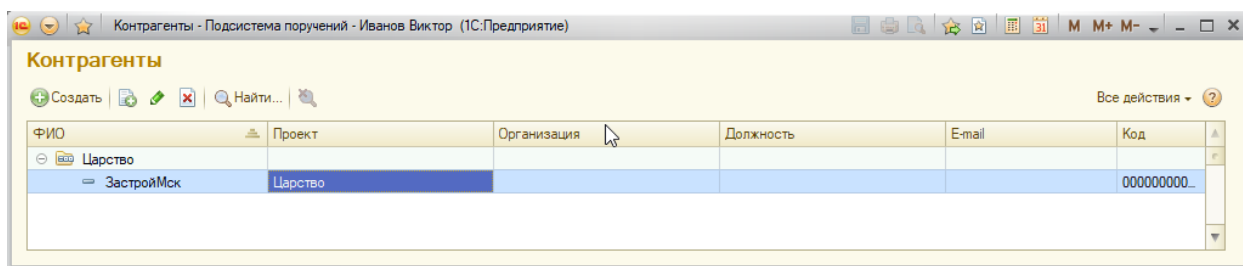 Контрагенты - Подсистема поручений - Иванов Виктор (1С:Предприятие) 31 M M+ M-
Контрагенты
Создать Найти... Все действия ?
ФИО Проект Организация Должность E-mail Код
Царство
ЗастройМск Царство 000000000...